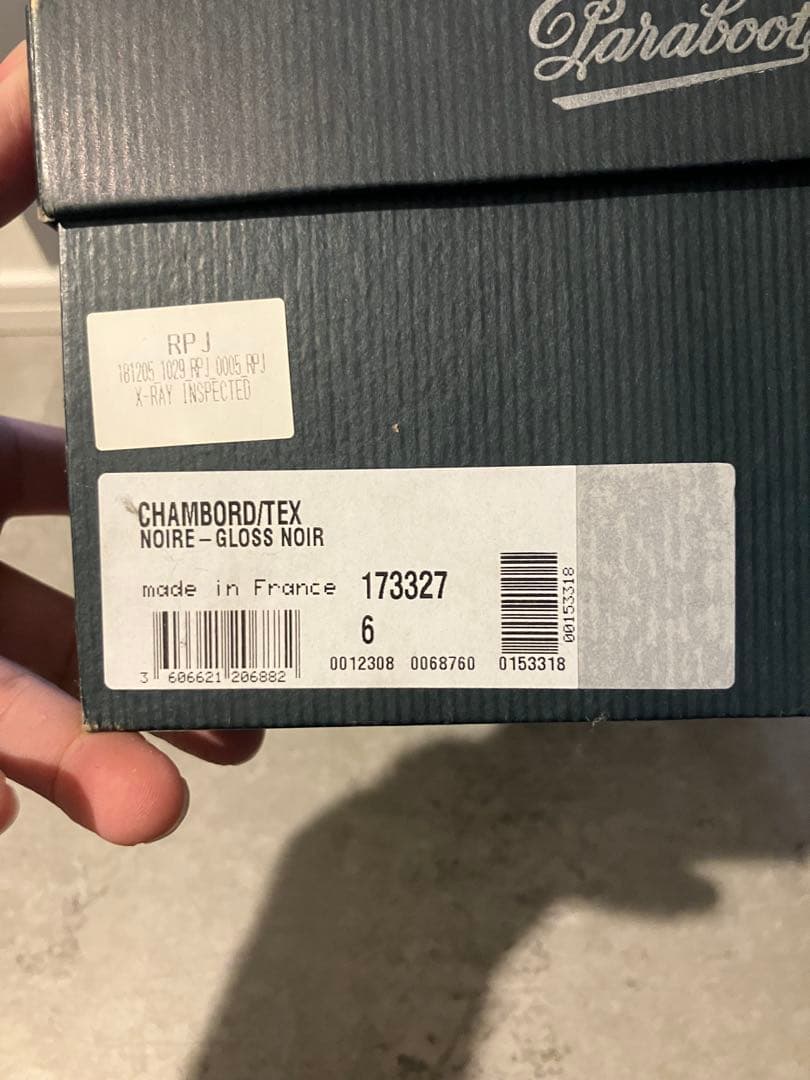 Paraboot
RPJ
181205_1029_RPJ_0005_RPJ
X-RAY INSPECTED
CHAMBORD/TEX
NOIRE – GLOSS NOIR
made in France 173327
6
3 606621 206882
0012308 0068760 0153318
00153318